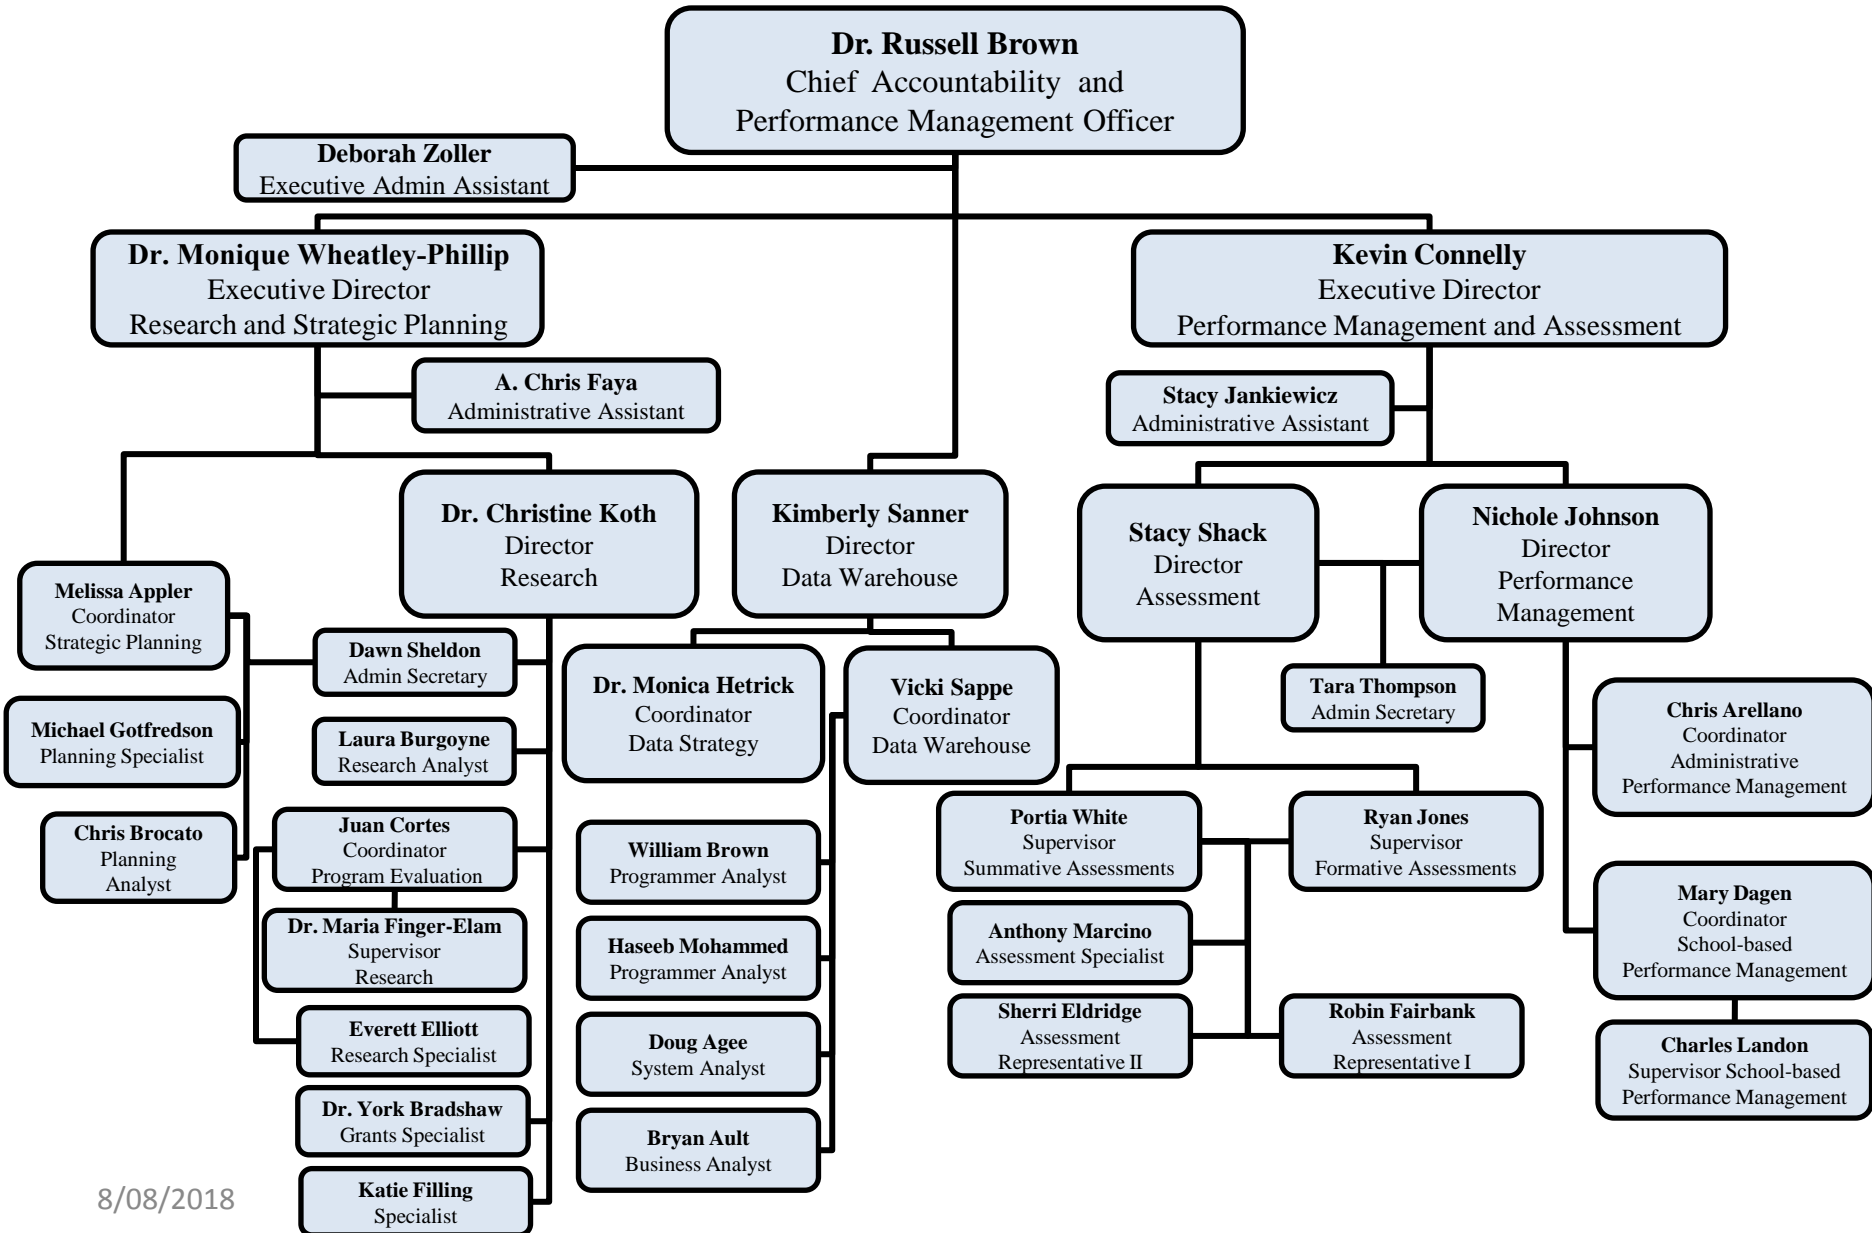 Dr. Russell Brown
Chief Accountability and
Performance Management Officer
Deborah Zoller
Executive Admin Assistant
Dr. Monique Wheatley-Phillip
Executive Director
Research and Strategic Planning
Kevin Connelly
Executive Director
Performance Management and Assessment
A. Chris Faya
Administrative Assistant
Stacy Jankiewicz
Administrative Assistant
Dr. Christine Koth
Director
Research
Kimberly Sanner
Director
Data Warehouse
Stacy Shack
Director
Assessment
Nichole Johnson
Director
Performance
Management
Melissa Appler
Coordinator
Strategic Planning
Dawn Sheldon
Admin Secretary
Dr. Monica Hetrick
Coordinator
Data Strategy
Vicki Sappe
Coordinator
Data Warehouse
Tara Thompson
Admin Secretary
Chris Arellano
Coordinator
Administrative
Performance Management
Michael Gotfredson
Planning Specialist
Laura Burgoyne
Research Analyst
Chris Brocato
Planning
Analyst
Juan Cortes
Coordinator
Program Evaluation
William Brown
Programmer Analyst
Portia White
Supervisor
Summative Assessments
Ryan Jones
Supervisor
Formative Assessments
Mary Dagen
Coordinator
School-based
Performance Management
Dr. Maria Finger-Elam
Supervisor
Research
Haseeb Mohammed
Programmer Analyst
Anthony Marcino
Assessment Specialist
Everett Elliott
Research Specialist
Doug Agee
System Analyst
Sherri Eldridge
Assessment
Representative II
Robin Fairbank
Assessment
Representative I
Charles Landon
Supervisor School-based
Performance Management
Dr. York Bradshaw
Grants Specialist
Bryan Ault
Business Analyst
Katie Filling
Specialist
8/08/2018